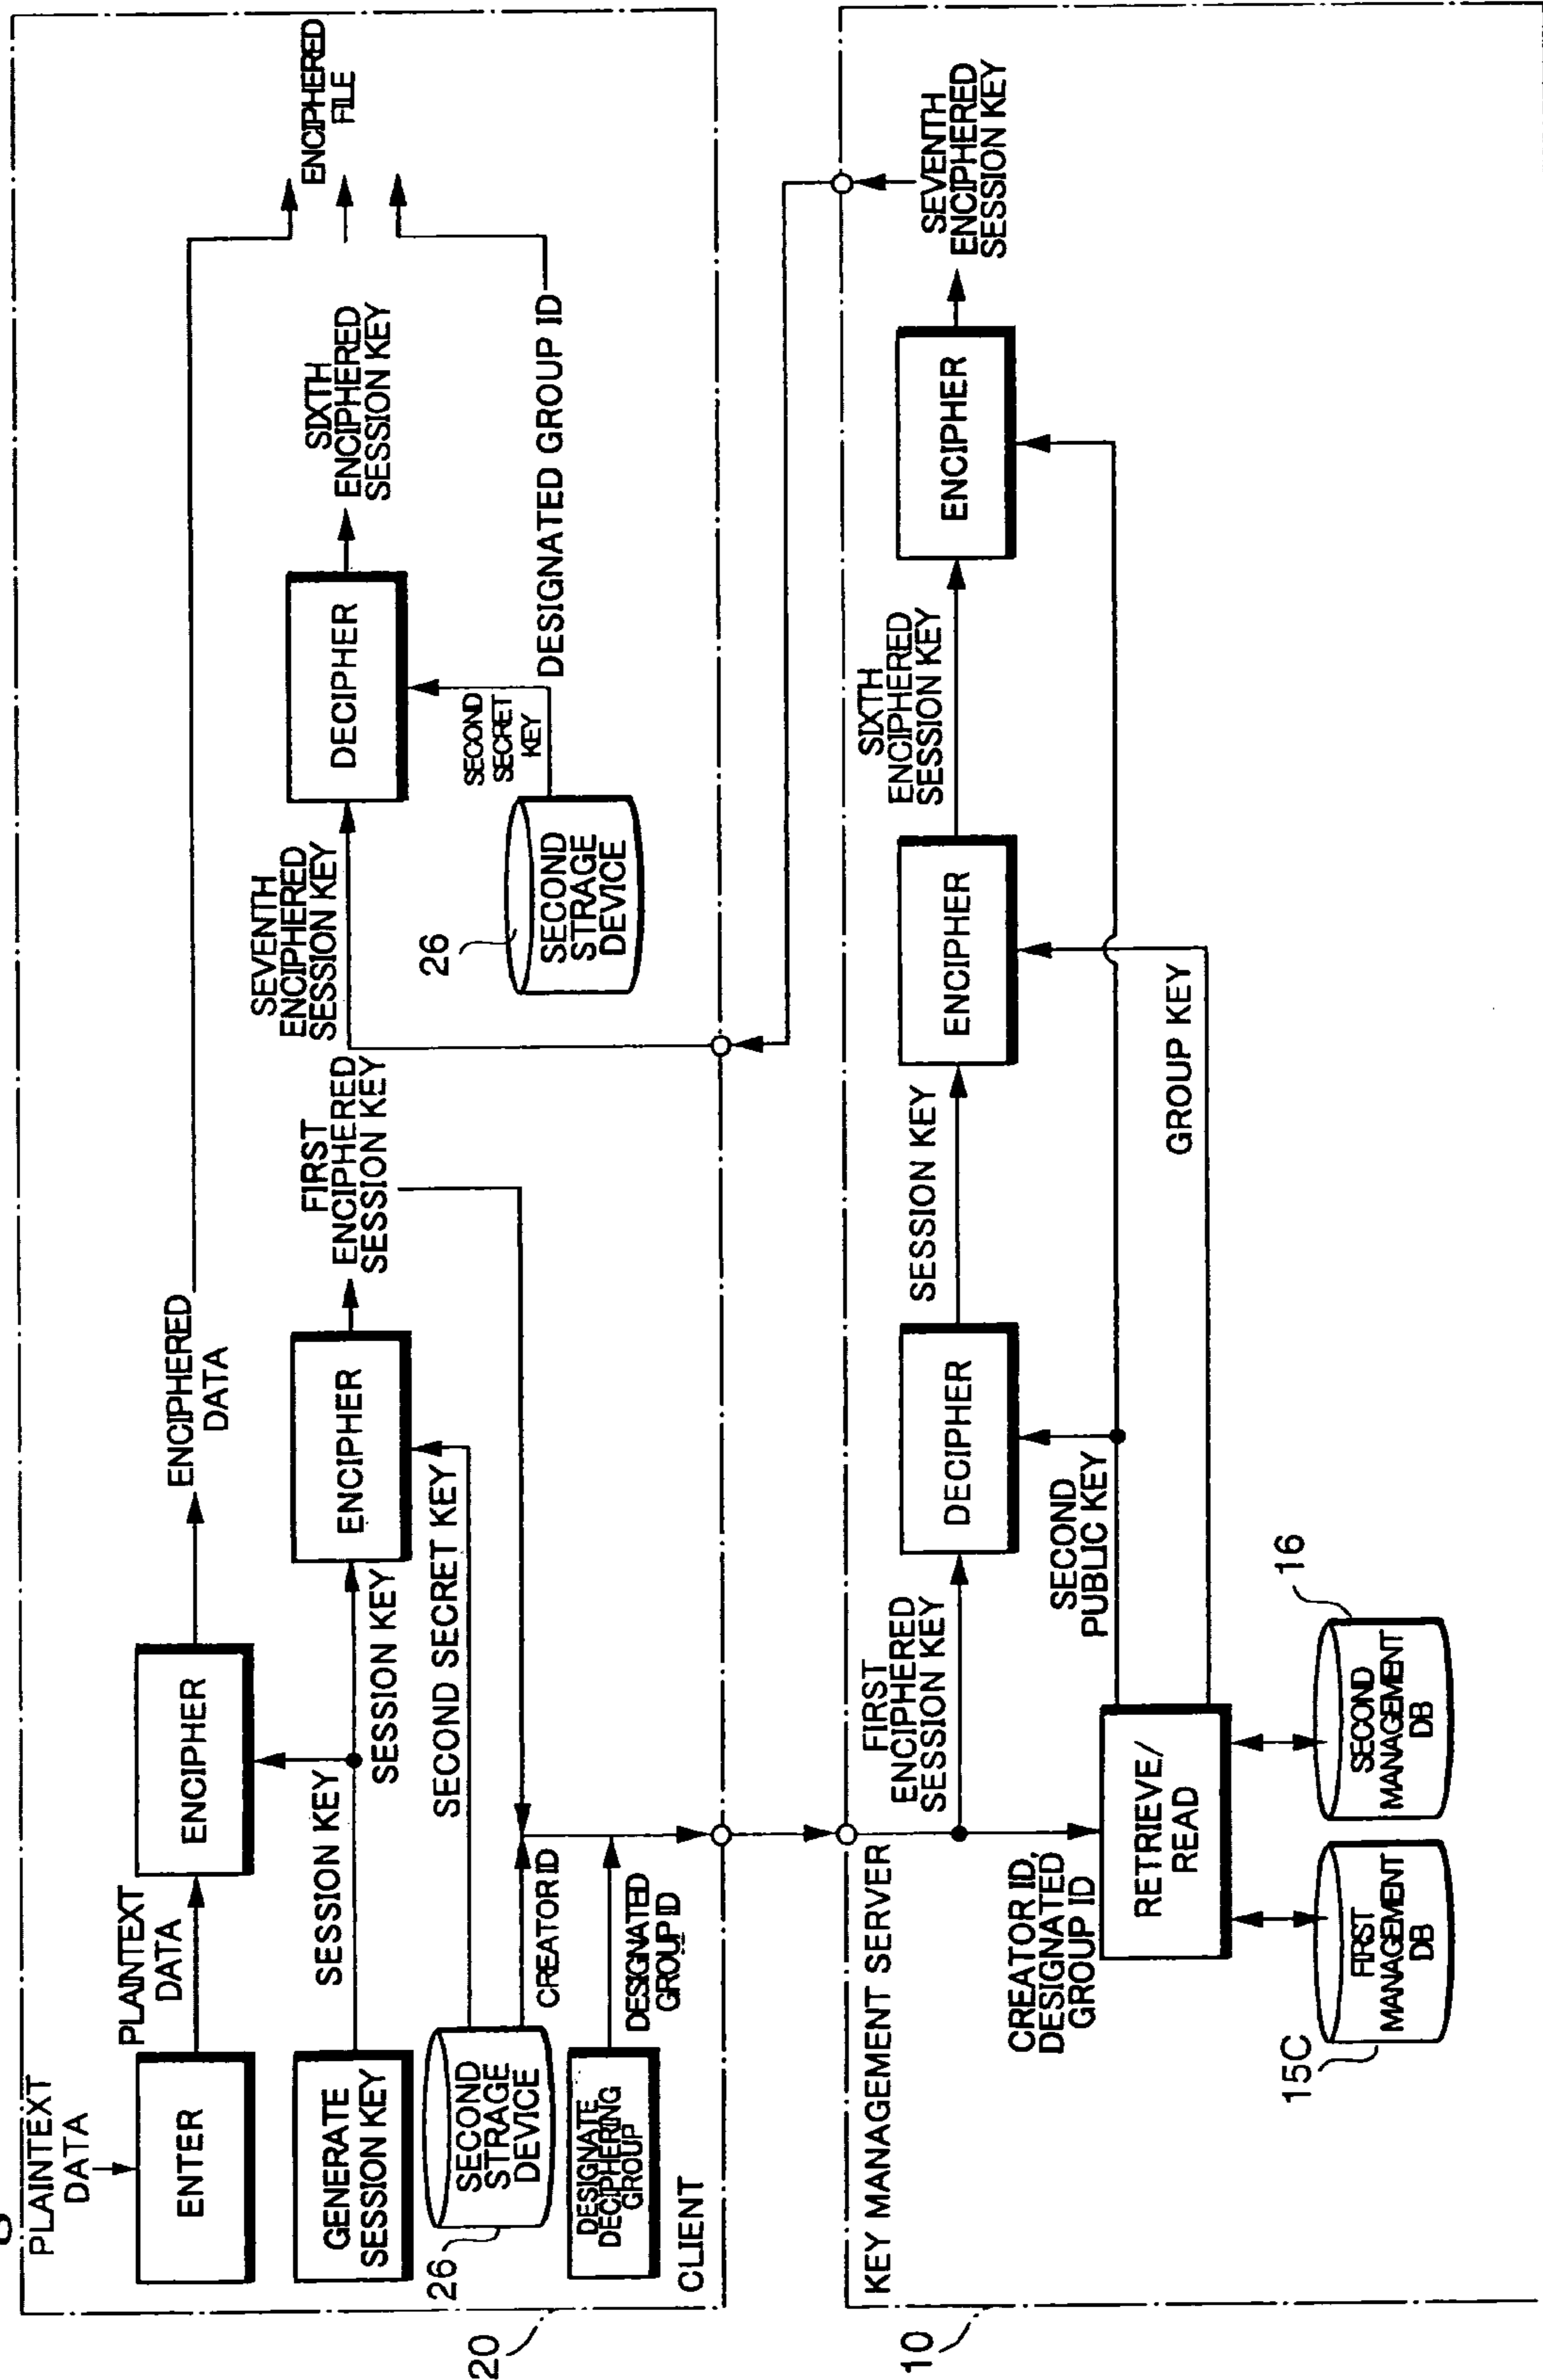 PLAINTEXT
DATA
ENTER
PLAINTEXT
DATA
ENCIPHER
ENCIPHERED
DATA
ENCIPHERED
FILE
GENERATE
SESSION KEY
SESSION KEY
SESSION KEY
ENCIPHER
FIRST
ENCIPHERED
SESSION KEY
SEVENTH
ENCIPHERED
SESSION KEY
DECIPHER
SIXTH
ENCIPHERED
SESSION KEY
26
SECOND
STRAGE
DEVICE
SECOND SECRET KEY
CREATOR ID
26
SECOND
STRAGE
DEVICE
SECOND
SECRET
KEY
DESIGNATED GROUP ID
DESIGNATE
DECIPHERING
GROUP
DESIGNATED
GROUP ID
CLIENT
20
KEY MANAGEMENT SERVER
10
FIRST
ENCIPHERED
SESSION KEY
DECIPHER
SESSION KEY
ENCIPHER
SIXTH
ENCIPHERED
SESSION KEY
ENCIPHER
SEVENTH
ENCIPHERED
SESSION KEY
CREATOR ID,
DESIGNATED
GROUP ID
SECOND
PUBLIC KEY
RETRIEVE/
READ
GROUP KEY
15C
FIRST
MANAGEMENT
DB
SECOND
MANAGEMENT
DB
16